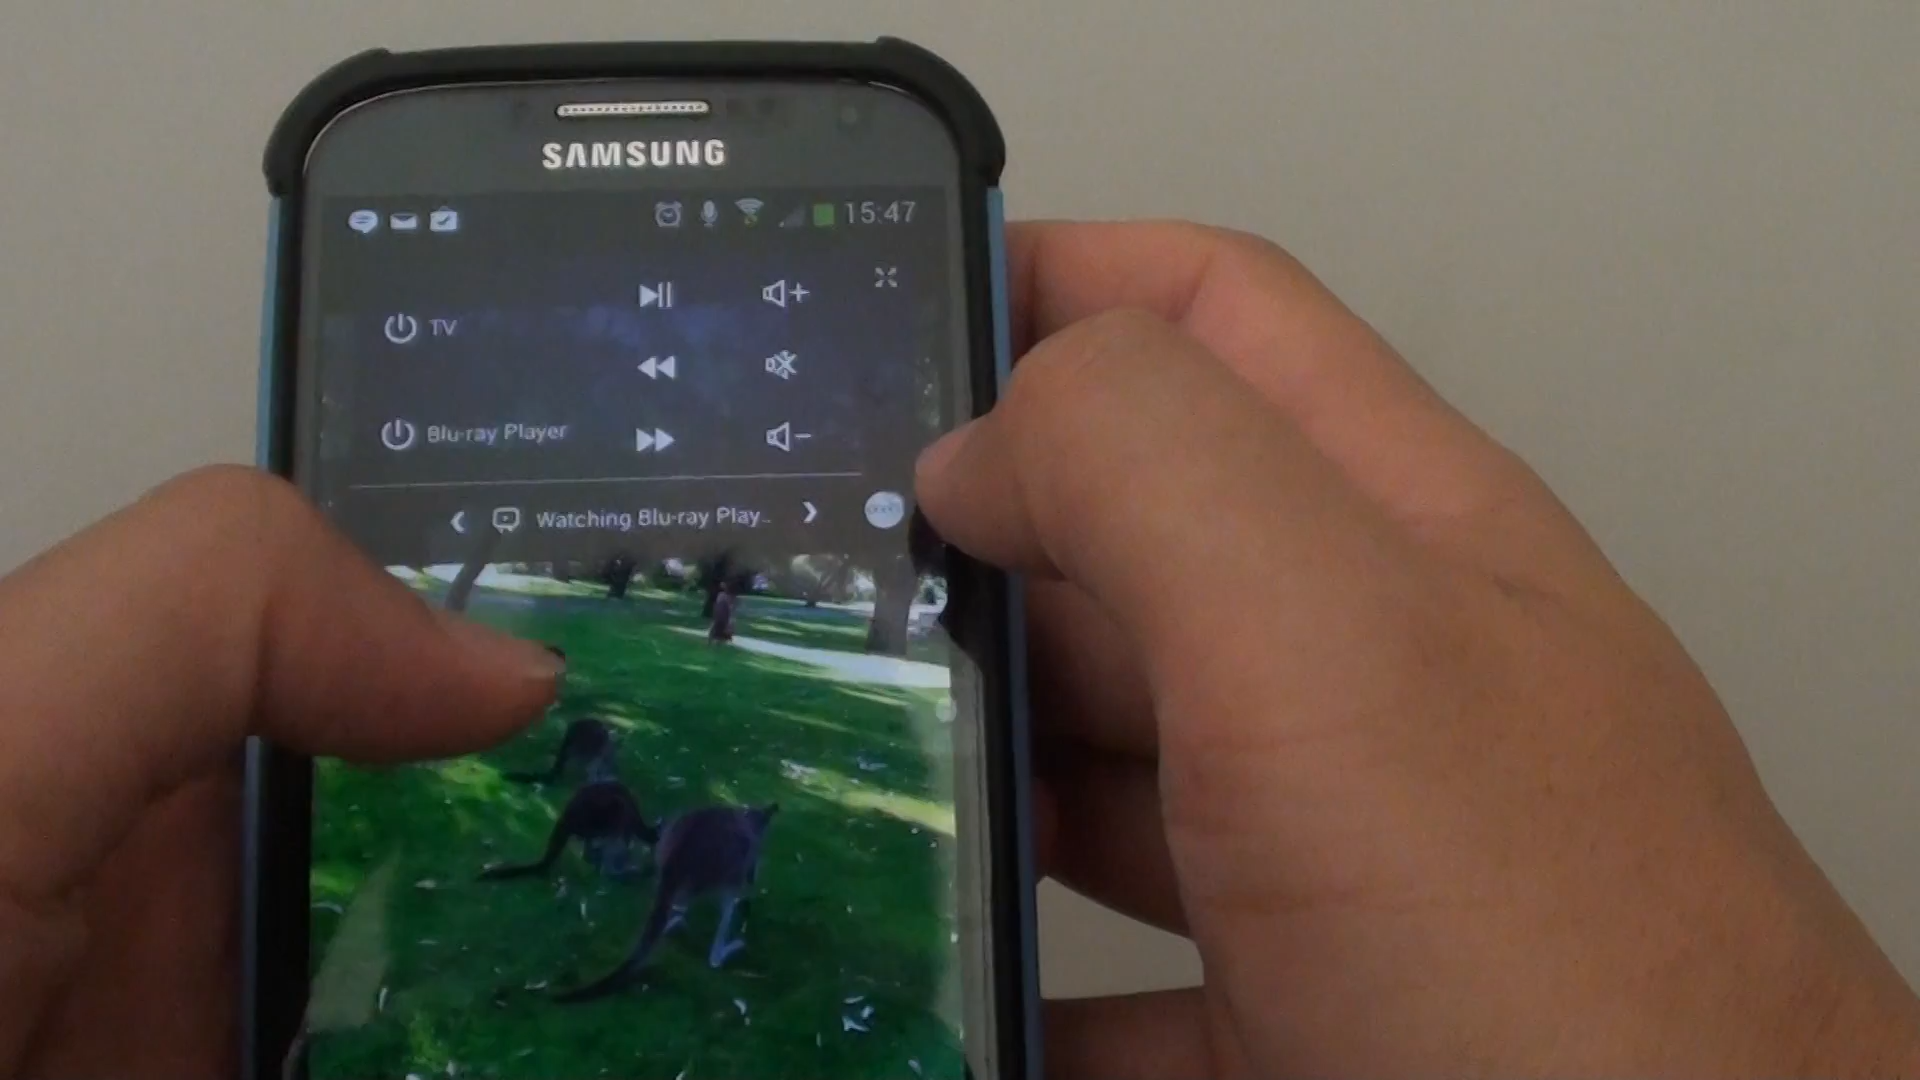 SAMSUNG
15:47
TV
Blu-ray Player
Watching Blu-ray Play..